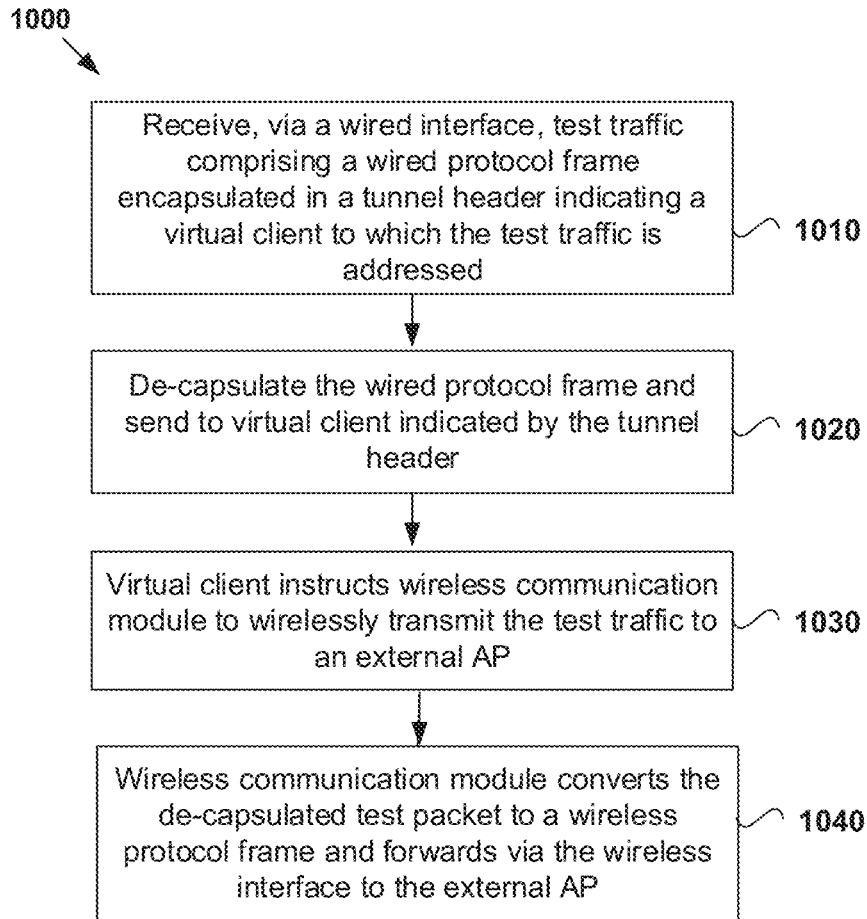 1000
Receive, via a wired interface, test traffic
comprising a wired protocol frame
encapsulated in a tunnel header indicating a
virtual client to which the test traffic is
addressed
1010
De-capsulate the wired protocol frame and
send to virtual client indicated by the tunnel
header
1020
Virtual client instructs wireless communication
module to wirelessly transmit the test traffic to
an external AP
1030
Wireless communication module converts the
de-capsulated test packet to a wireless
protocol frame and forwards via the wireless
interface to the external AP
1040